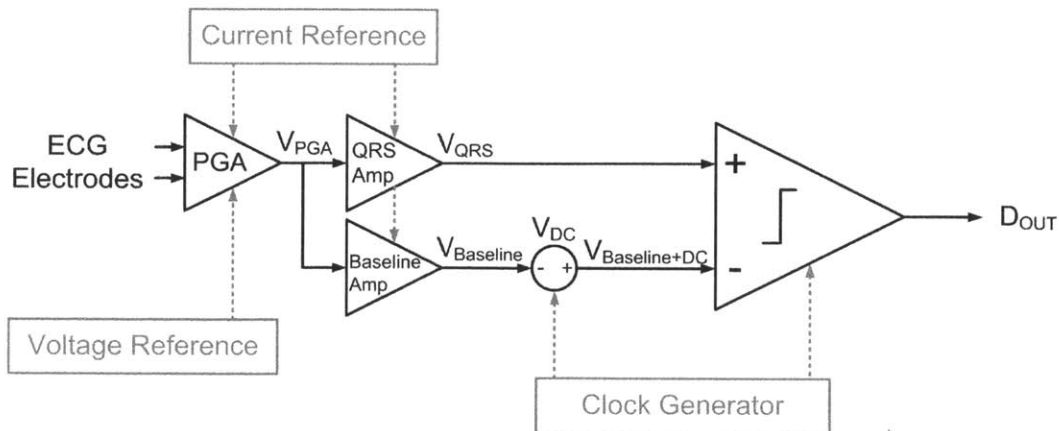 Current Reference
ECG
Electrodes
PGA
V_PGA
QRS
Amp
V_QRS
+
-
D_OUT
Baseline
Amp
V_Baseline
V_DC
- +
V_Baseline+DC
Voltage Reference
Clock Generator